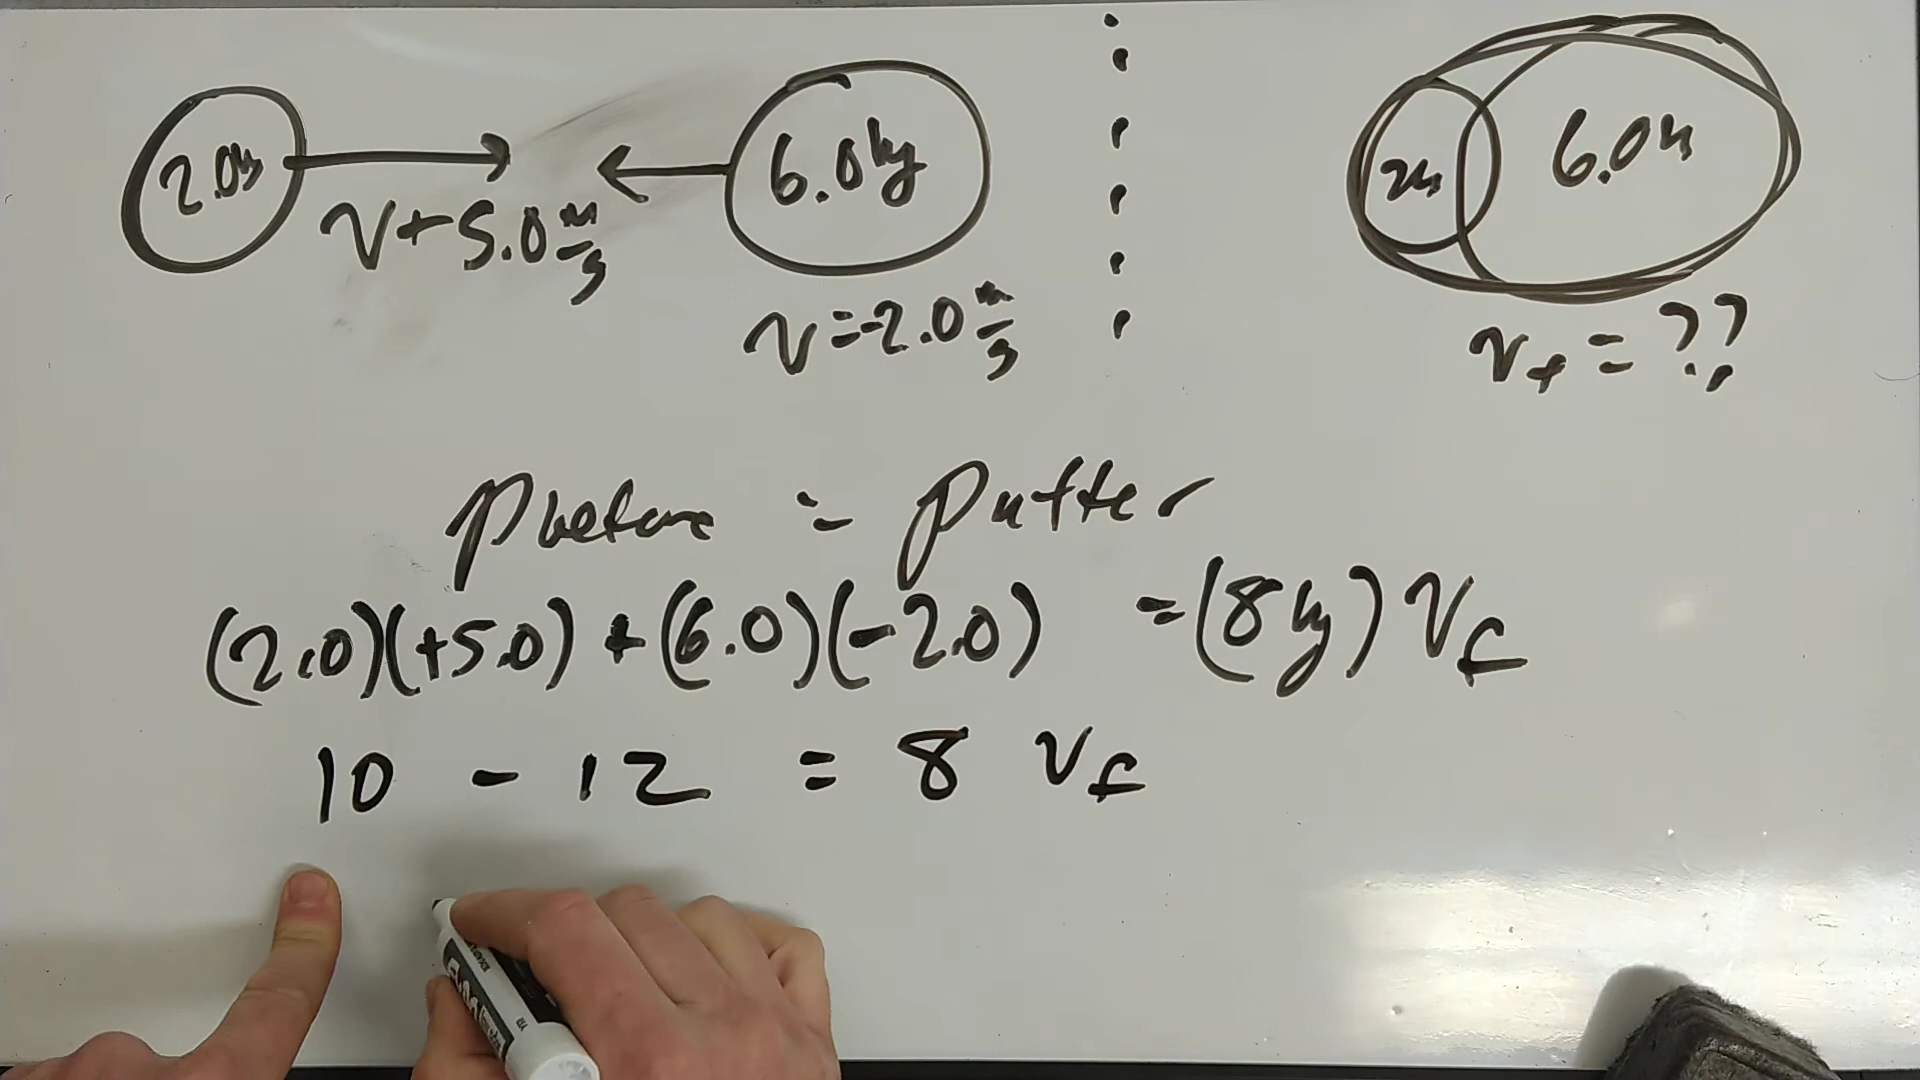 2.0kg
6.0kg
V+5.0 m/s
v=-2.0 m/s
2kg
6.0kg
vf = ??
Pbefore = Pafter
(2.0)(+5.0) + (6.0)(-2.0) = (8kg) Vf
10 - 12 = 8 vf